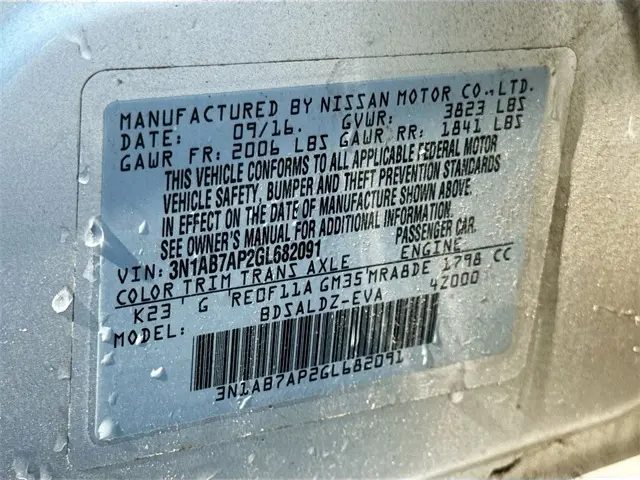 MANUFACTURED BY NISSAN MOTOR CO.,LTD.
DATE: 09/16. GVWR: 3823 LBS
GAWR FR: 2006 LBS GAWR RR: 1841 LBS
THIS VEHICLE CONFORMS TO ALL APPLICABLE FEDERAL MOTOR
VEHICLE SAFETY, BUMPER AND THEFT PREVENTION STANDARDS
IN EFFECT ON THE DATE OF MANUFACTURE SHOWN ABOVE.
SEE OWNER'S MANUAL FOR ADDITIONAL INFORMATION.
VIN: 3N1AB7AP2GL682091 PASSENGER CAR.
COLOR TRIM TRANS AXLE ENGINE
K23 G RE0F11A GM35 MRA8DE 1798 CC
MODEL: BDSALDZ-EVA 4Z000
3N1AB7AP2GL682091